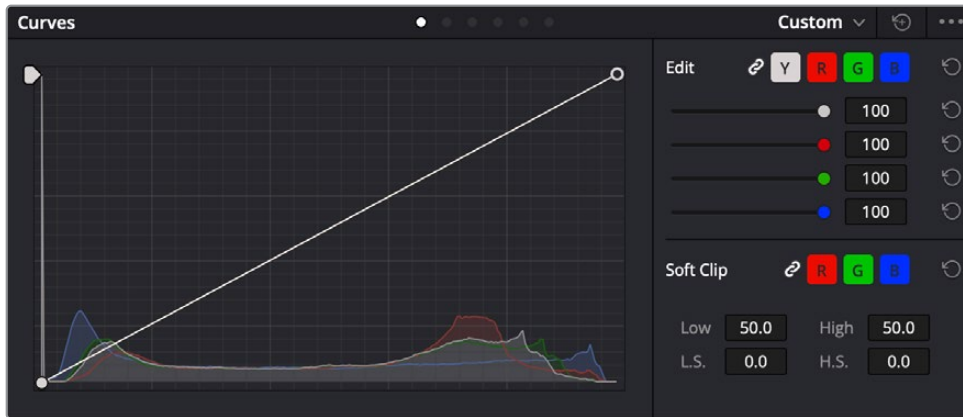 Curves
Custom
Edit Y R G B
100
100
100
100
Soft Clip R G B
Low 50.0 High 50.0
L.S. 0.0 H.S. 0.0